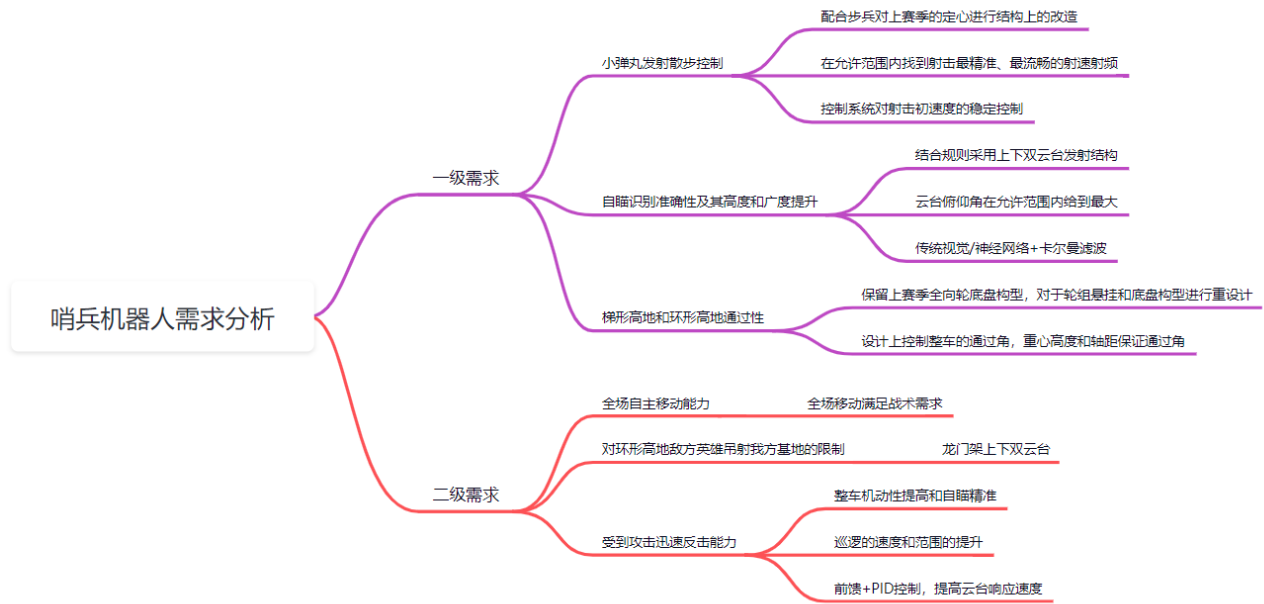 哨兵机器人需求分析
一级需求
小弹丸发射散步控制
配合步兵对上赛季的定心进行结构上的改造
在允许范围内找到射击最精准、最流畅的射速射频
控制系统对射击初速度的稳定控制
自瞄识别准确性及其高度和广度提升
结合规则采用上下双云台发射结构
云台俯仰角在允许范围内给到最大
传统视觉/神经网络+卡尔曼滤波
梯形高地和环形高地通过性
保留上赛季全向轮底盘构型，对于轮组悬挂和底盘构型进行重设计
设计上控制整车的通过角，重心高度和轴距保证通过角
二级需求
全场自主移动能力
全场移动满足战术需求
对环形高地敌方英雄吊射我方基地的限制
龙门架上下双云台
受到攻击迅速反击能力
整车机动性提高和自瞄精准
巡逻的速度和范围的提升
前馈+PID控制，提高云台响应速度